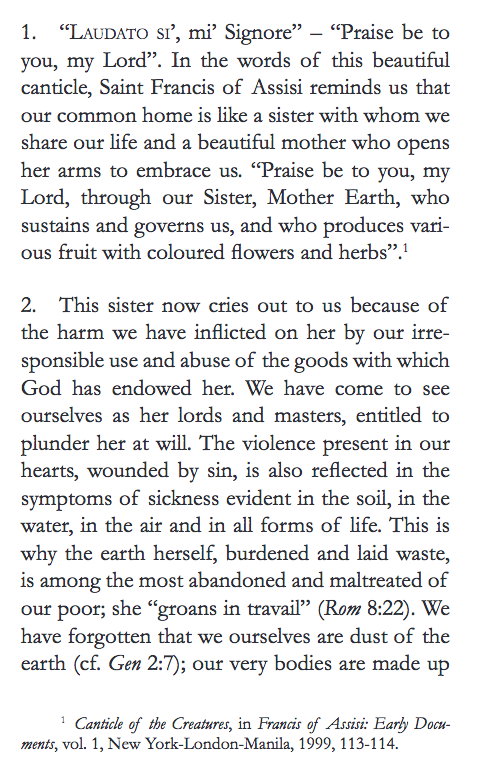 1. “Laudato si’, mi’ Signore” – “Praise be to
you, my Lord”. In the words of this beautiful
canticle, Saint Francis of Assisi reminds us that
our common home is like a sister with whom we
share our life and a beautiful mother who opens
her arms to embrace us. “Praise be to you, my
Lord, through our Sister, Mother Earth, who
sustains and governs us, and who produces vari-
ous fruit with coloured flowers and herbs”.1
2. This sister now cries out to us because of
the harm we have inflicted on her by our irre-
sponsible use and abuse of the goods with which
God has endowed her. We have come to see
ourselves as her lords and masters, entitled to
plunder her at will. The violence present in our
hearts, wounded by sin, is also reflected in the
symptoms of sickness evident in the soil, in the
water, in the air and in all forms of life. This is
why the earth herself, burdened and laid waste,
is among the most abandoned and maltreated of
our poor; she “groans in travail” (Rom 8:22). We
have forgotten that we ourselves are dust of the
earth (cf. Gen 2:7); our very bodies are made up
1 Canticle of the Creatures, in Francis of Assisi: Early Docu-
ments, vol. 1, New York-London-Manila, 1999, 113-114.